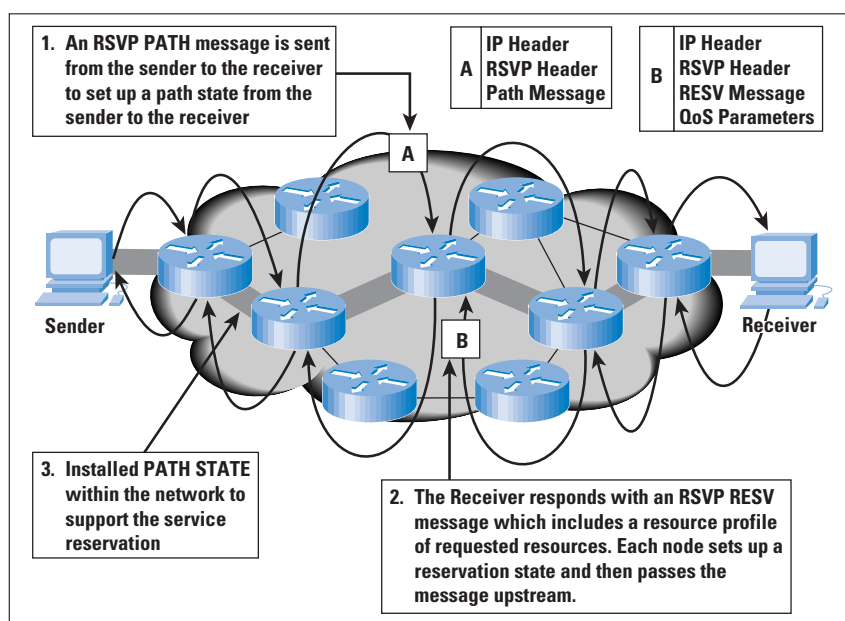 1. An RSVP PATH message is sent
from the sender to the receiver
to set up a path state from the
sender to the receiver
A
IP Header
RSVP Header
Path Message
B
IP Header
RSVP Header
RESV Message
QoS Parameters
A
Sender
B
Receiver
3. Installed PATH STATE
within the network to
support the service
reservation
2. The Receiver responds with an RSVP RESV
message which includes a resource profile
of requested resources. Each node sets up a
reservation state and then passes the
message upstream.